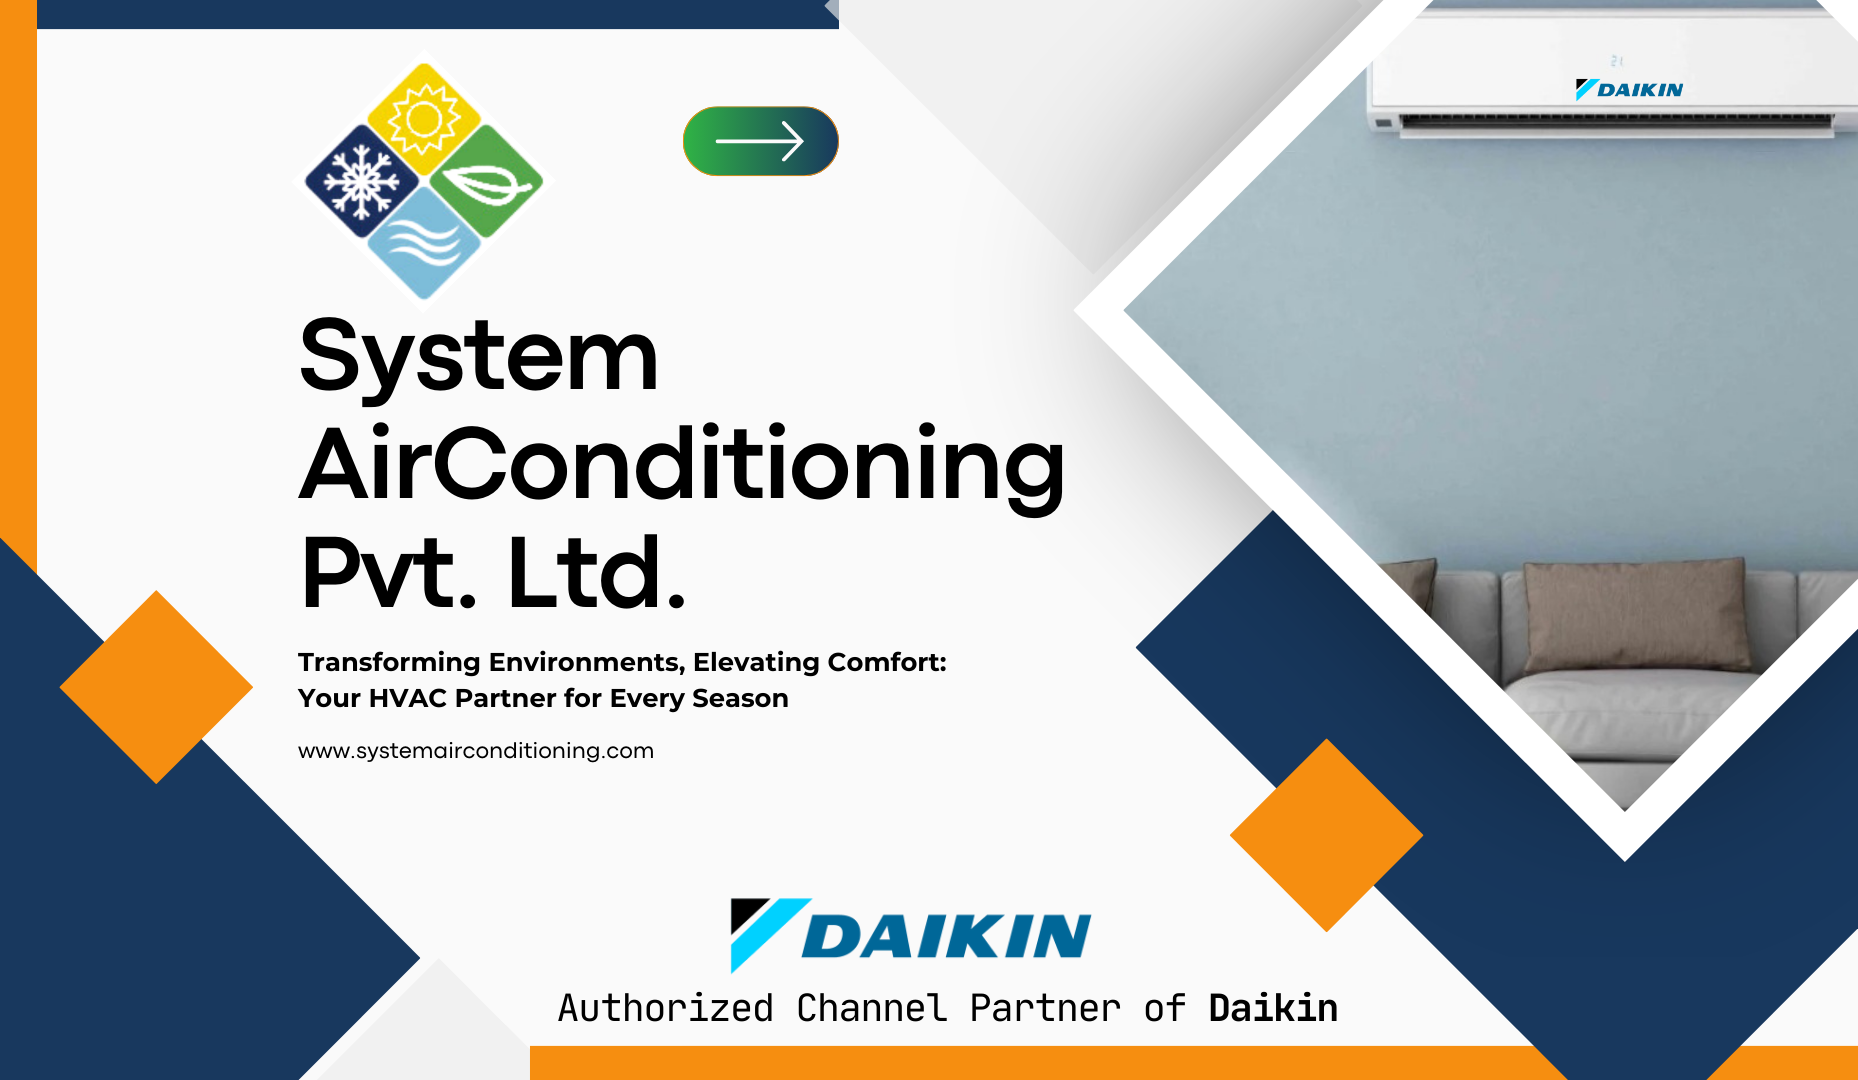 System
AirConditioning
Pvt. Ltd.
Transforming Environments, Elevating Comfort:
Your HVAC Partner for Every Season
www.systemairconditioning.com
21
DAIKIN
DAIKIN
Authorized Channel Partner of Daikin